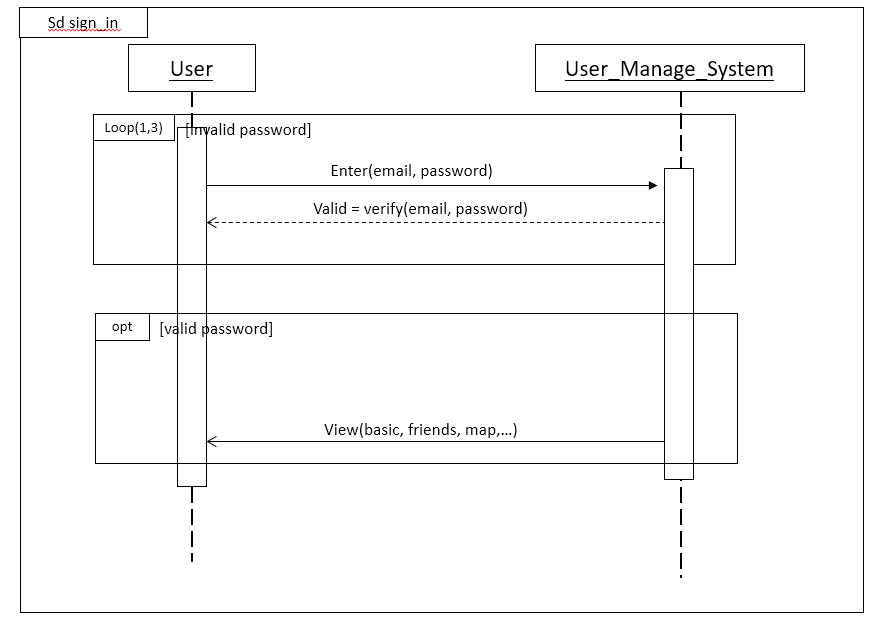 Sd sign_in
User
User_Manage_System
Loop(1,3)
[Invalid password]
Enter(email, password)
Valid = verify(email, password)
opt
[valid password]
View(basic, friends, map,...)